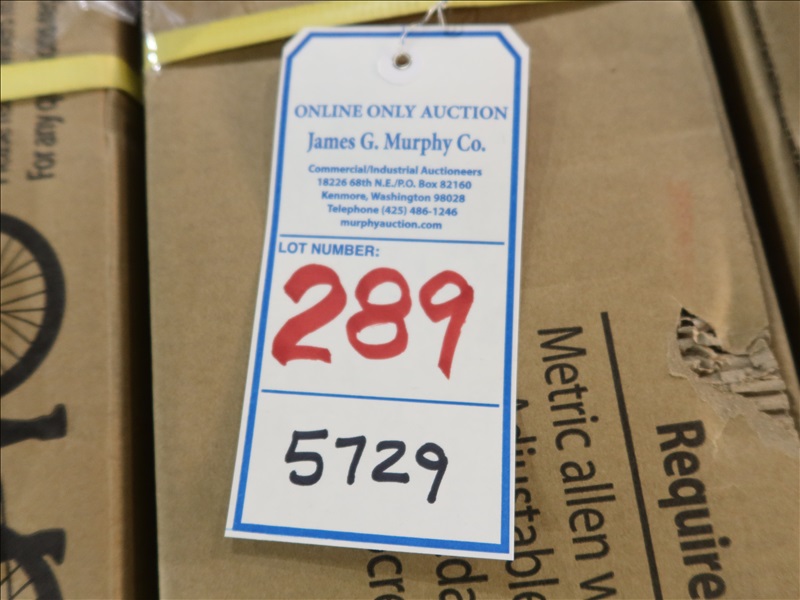 ONLINE ONLY AUCTION
James G. Murphy Co.
Commercial/Industrial Auctioneers
18226 68th N.E./P.O. Box 82160
Kenmore, Washington 98028
Telephone (425) 486-1246
murphyauction.com
LOT NUMBER:
289
5729
For any
Require
Metric allen w
Adjustable